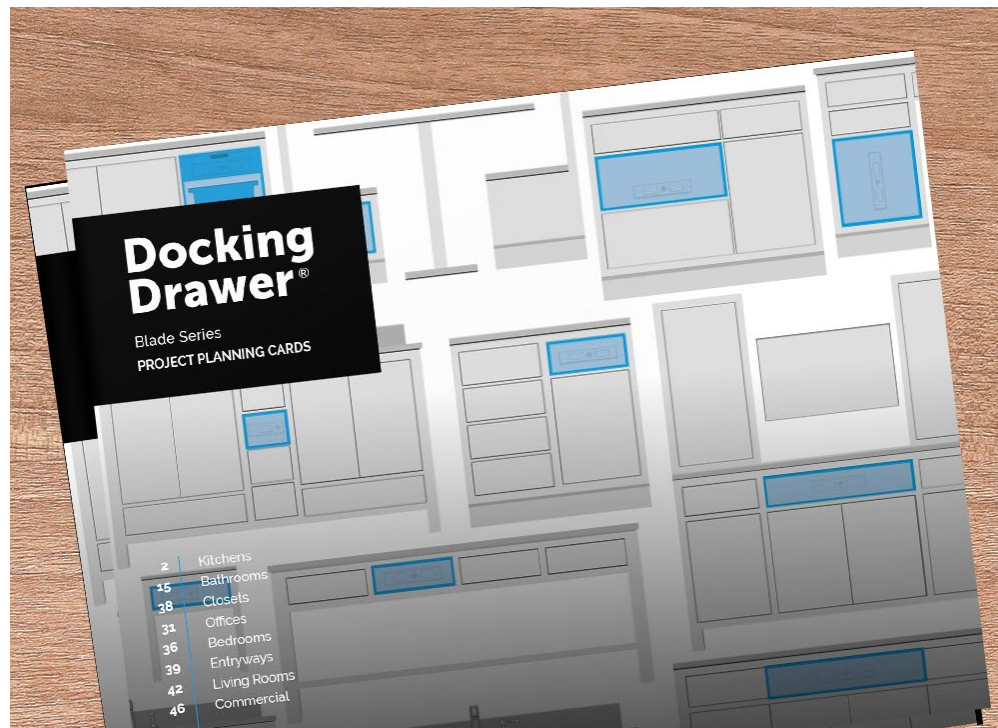 Docking
Drawer®
Blade Series
PROJECT PLANNING CARDS
2 Kitchens
15 Bathrooms
38 Closets
31 Offices
36 Bedrooms
39 Entryways
42 Living Rooms
46 Commercial